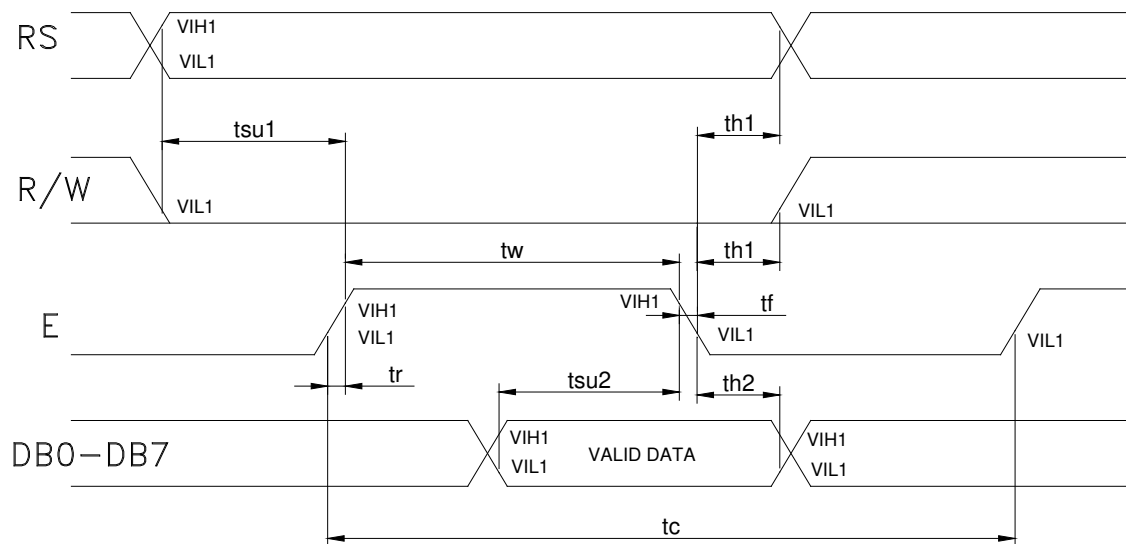 RS
VIH1
VIL1
tsu1
th1
R/W
VIL1
VIL1
tw
th1
E
VIH1
VIL1
VIH1
tf
VIL1
VIL1
tr
tsu2
th2
DB0-DB7
VIH1
VIL1
VALID DATA
VIH1
VIL1
tc